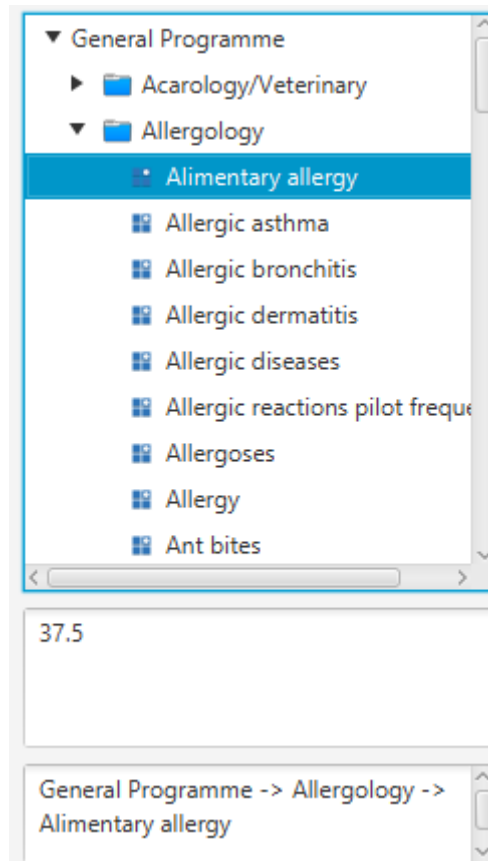 General Programme
Acarology/Veterinary
Allergology
Alimentary allergy
Allergic asthma
Allergic bronchitis
Allergic dermatitis
Allergic diseases
Allergic reactions pilot freque
Allergoses
Allergy
Ant bites
37.5
General Programme -> Allergology ->
Alimentary allergy